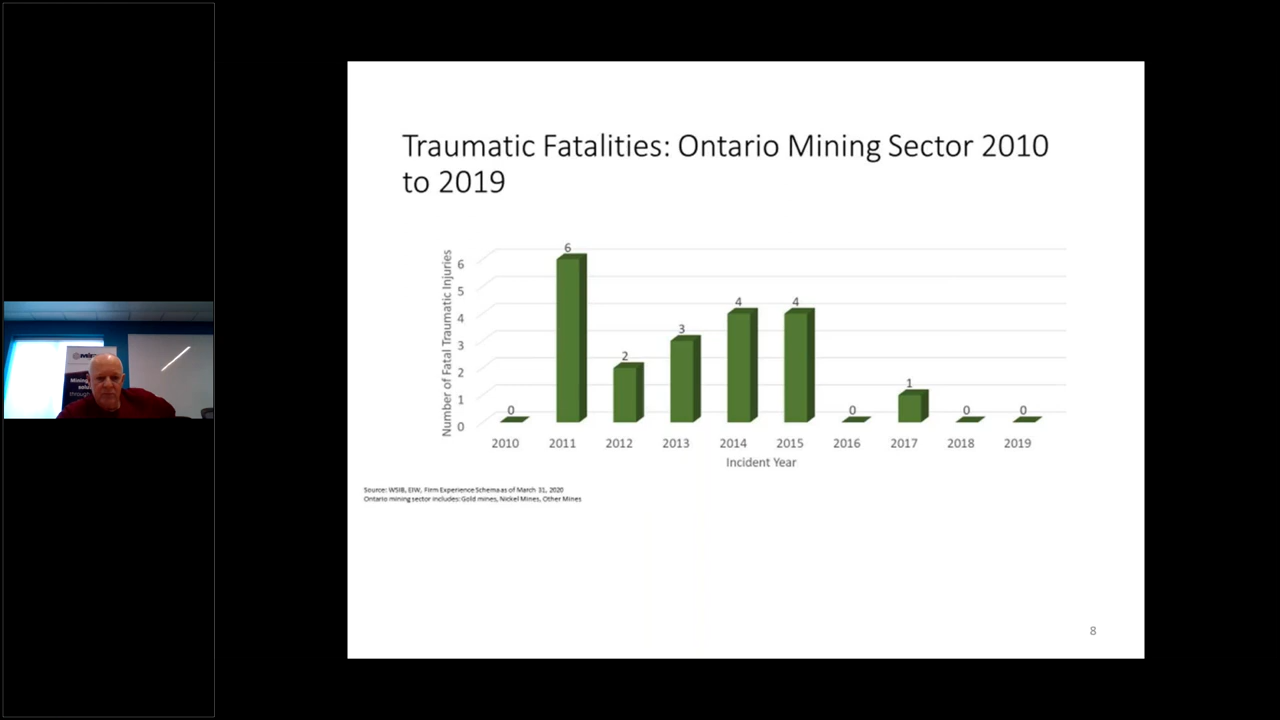 Traumatic Fatalities: Ontario Mining Sector 2010
to 2019
Number of Fatal Traumatic Injuries
6
5
4
3
2
1
0
0
6
2
3
4
4
0
1
0
0
2010 2011 2012 2013 2014 2015 2016 2017 2018 2019
Incident Year
Source: WSIB, EIW, Firm Experience Schema as of March 31, 2020
Ontario mining sector includes: Gold mines, Nickel Mines, Other Mines
8
Mining
through